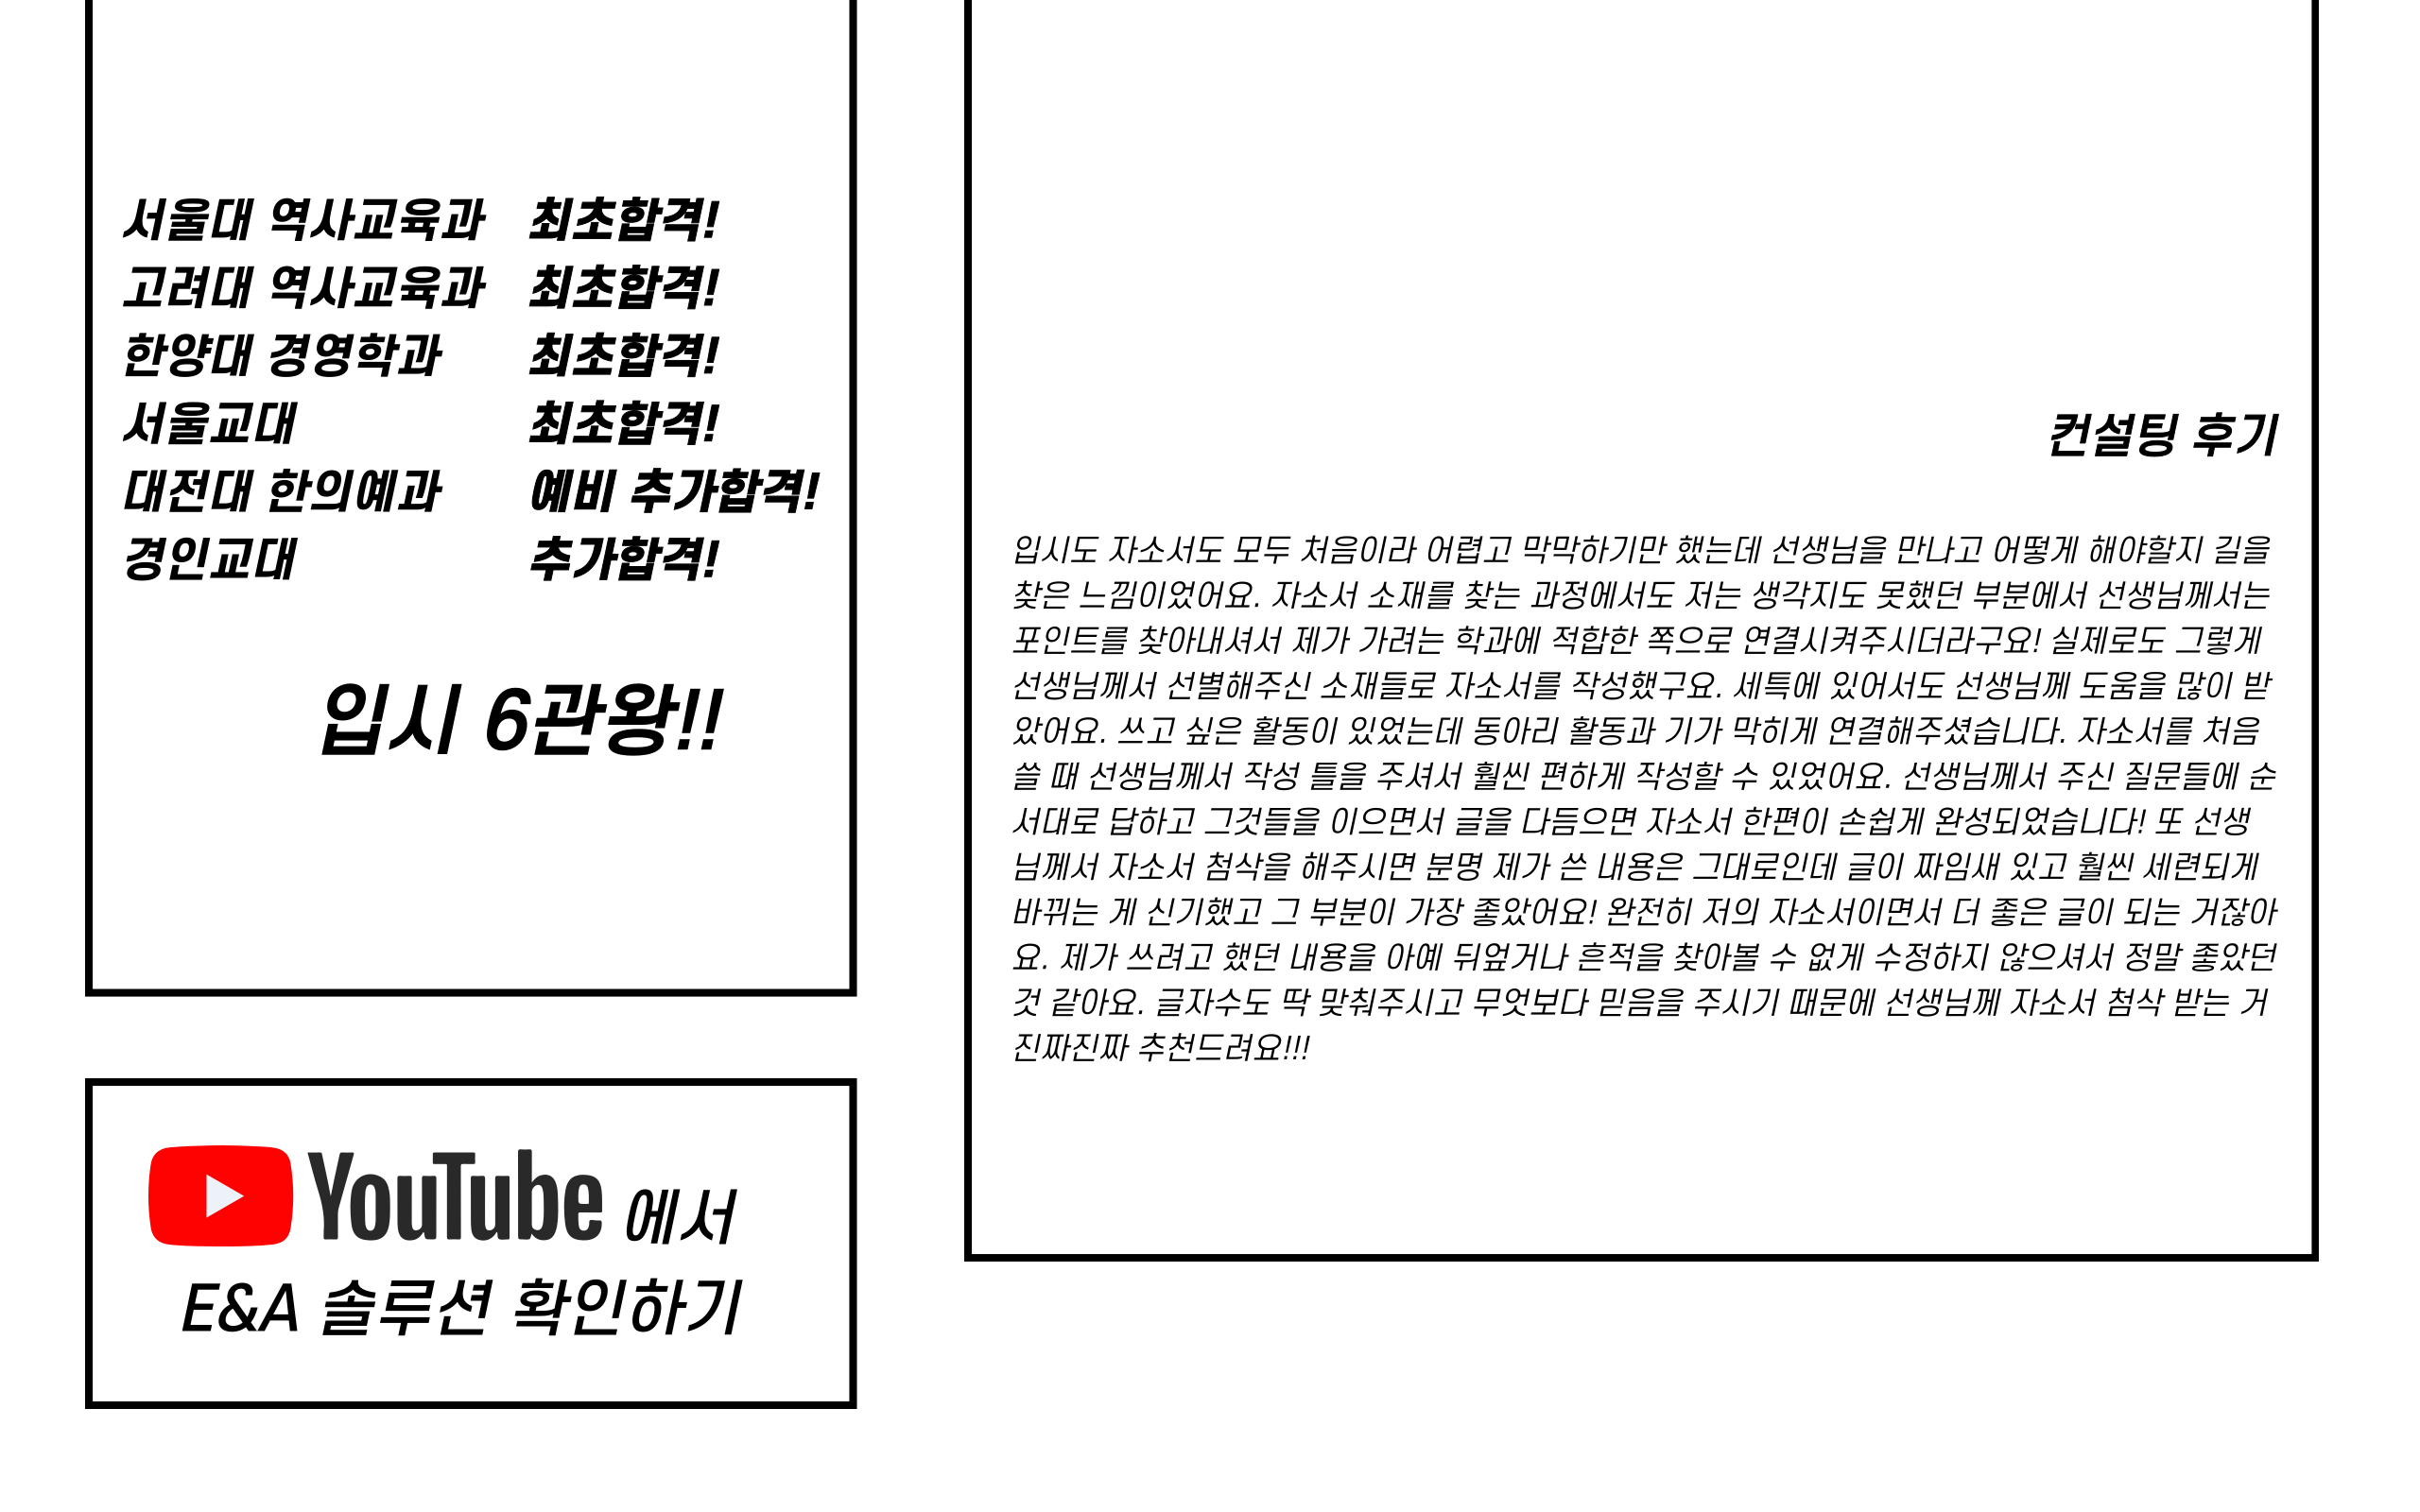 서울대 역사교육과 최초합격!
고려대 역사교육과 최초합격!
한양대 경영학과 최초합격!
서울교대 최초합격!
대전대 한의예과 예비 추가합격!
경인교대 추가합격!
입시 6관왕!!
YouTube 에서
E&A 솔루션 확인하기
컨설팅 후기
입시도 자소서도 모두 처음이라 어렵고 막막하기만 했는데 선생님을 만나고 어떻게 해야할지 길을
찾은 느낌이었어요. 자소서 소재를 찾는 과정에서도 저는 생각지도 못했던 부분에서 선생님께서는
포인트를 찾아내셔서 제가 가려는 학과에 적합한 쪽으로 연결시켜주시더라구요! 실제로도 그렇게
선생님께서 선별해주신 소재들로 자소서를 작성했구요. 세특에 있어서도 선생님께 도움을 많이 받
았어요. 쓰고 싶은 활동이 있었는데 동아리 활동과 기가 막히게 연결해주셨습니다. 자소서를 처음
쓸 때 선생님께서 작성 틀을 주셔서 훨씬 편하게 작성할 수 있었어요. 선생님께서 주신 질문들에 순
서대로 답하고 그것들을 이으면서 글을 다듬으면 자소서 한편이 손쉽게 완성되었습니다! 또 선생
님께서 자소서 첨삭을 해주시면 분명 제가 쓴 내용은 그대로인데 글이 짜임새 있고 훨씬 세련되게
바뀌는 게 신기했고 그 부분이 가장 좋았어요! 완전히 저의 자소서이면서 더 좋은 글이 되는 거잖아
요. 제가 쓰려고 했던 내용을 아예 뒤엎거나 흔적을 찾아볼 수 없게 수정하지 않으셔서 정말 좋았던
것 같아요. 글자수도 딱 맞춰주시고 무엇보다 믿음을 주시기 때문에 선생님께 자소서 첨삭 받는 거
진짜진짜 추천드려요!!!